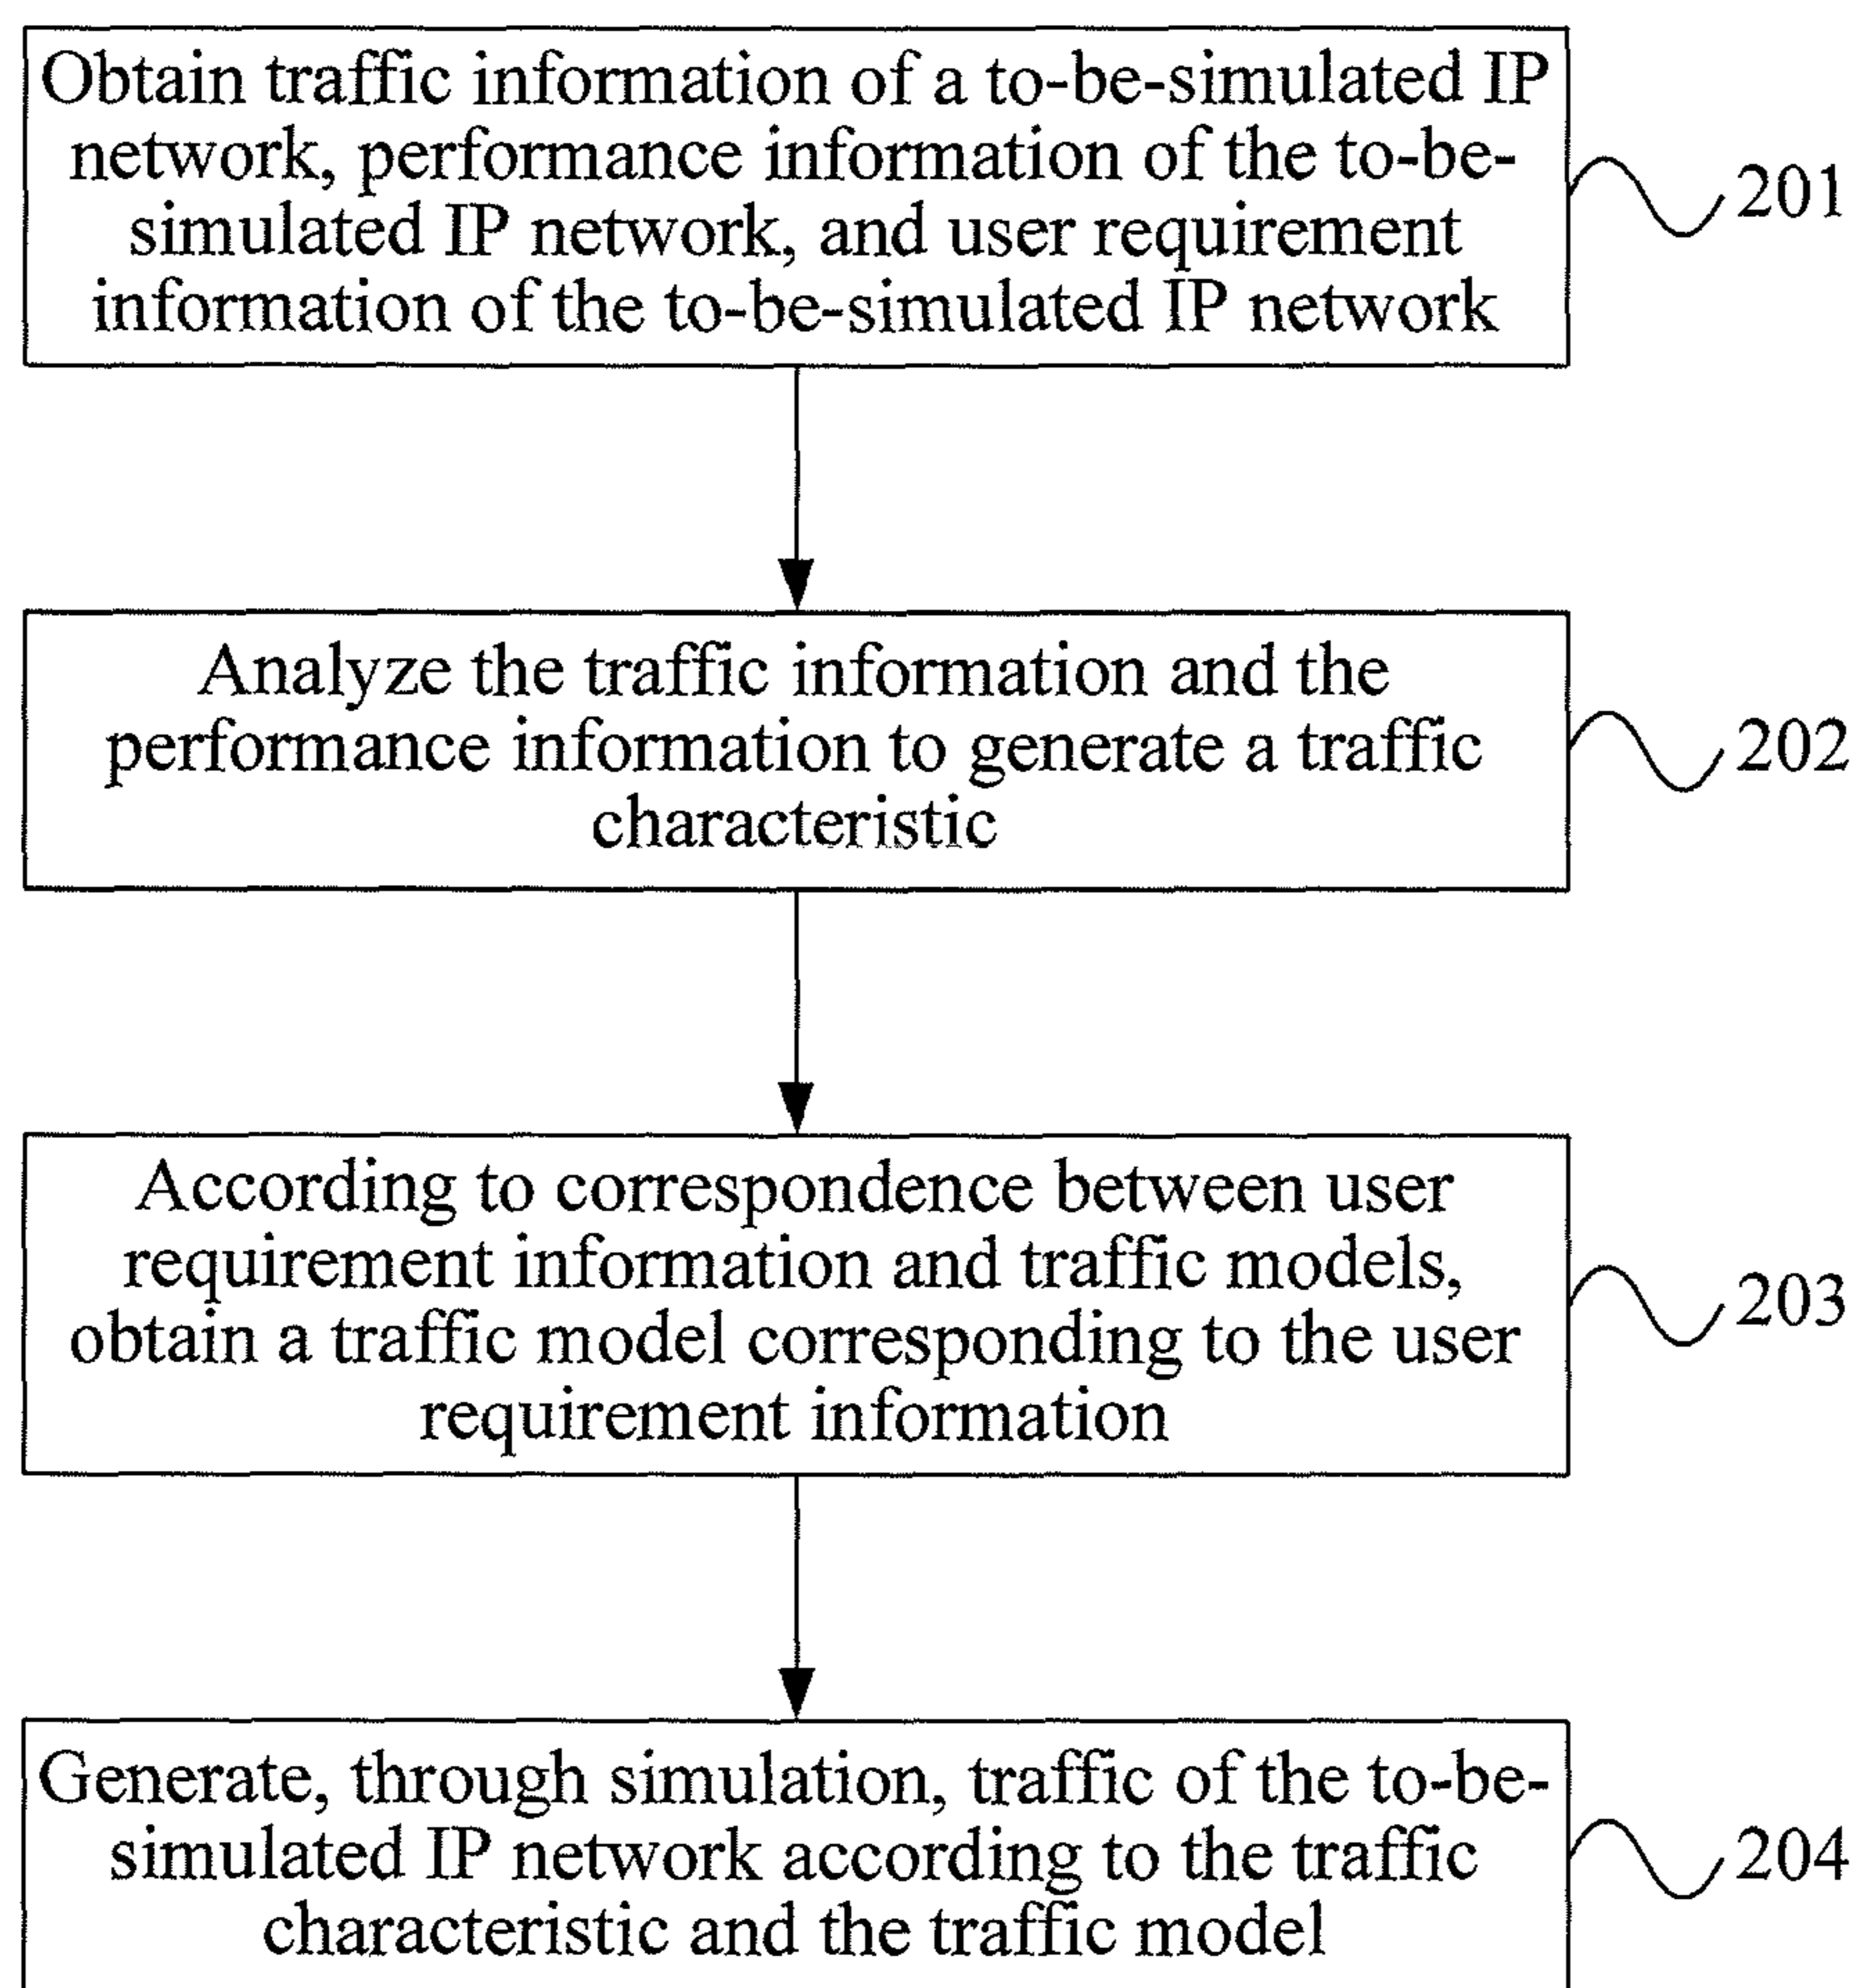 Obtain traffic information of a to-be-simulated IP
network, performance information of the to-be-
simulated IP network, and user requirement
information of the to-be-simulated IP network
201
Analyze the traffic information and the
performance information to generate a traffic
characteristic
202
According to correspondence between user
requirement information and traffic models,
obtain a traffic model corresponding to the user
requirement information
203
Generate, through simulation, traffic of the to-be-
simulated IP network according to the traffic
characteristic and the traffic model
204